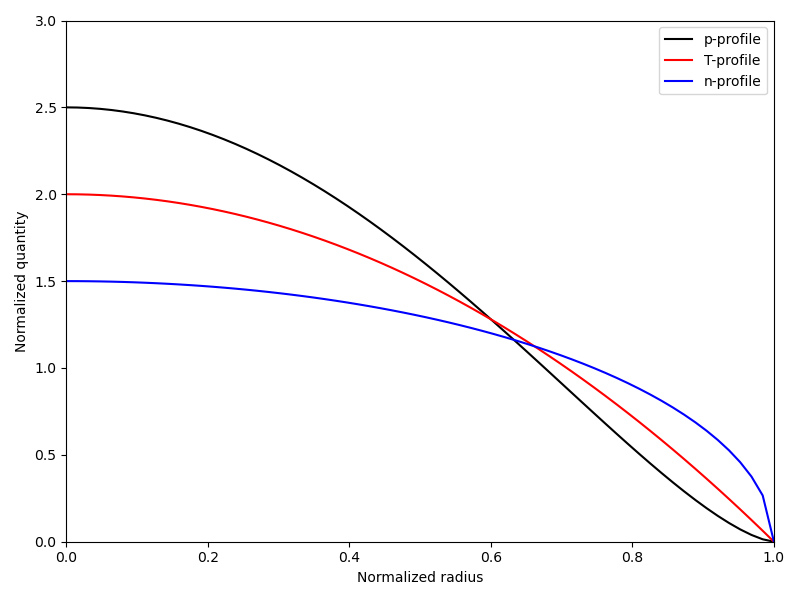 3.0
2.5
2.0
1.5
1.0
0.5
0.0
Normalized quantity
p-profile
T-profile
n-profile
0.0 0.2 0.4 0.6 0.8 1.0
Normalized radius